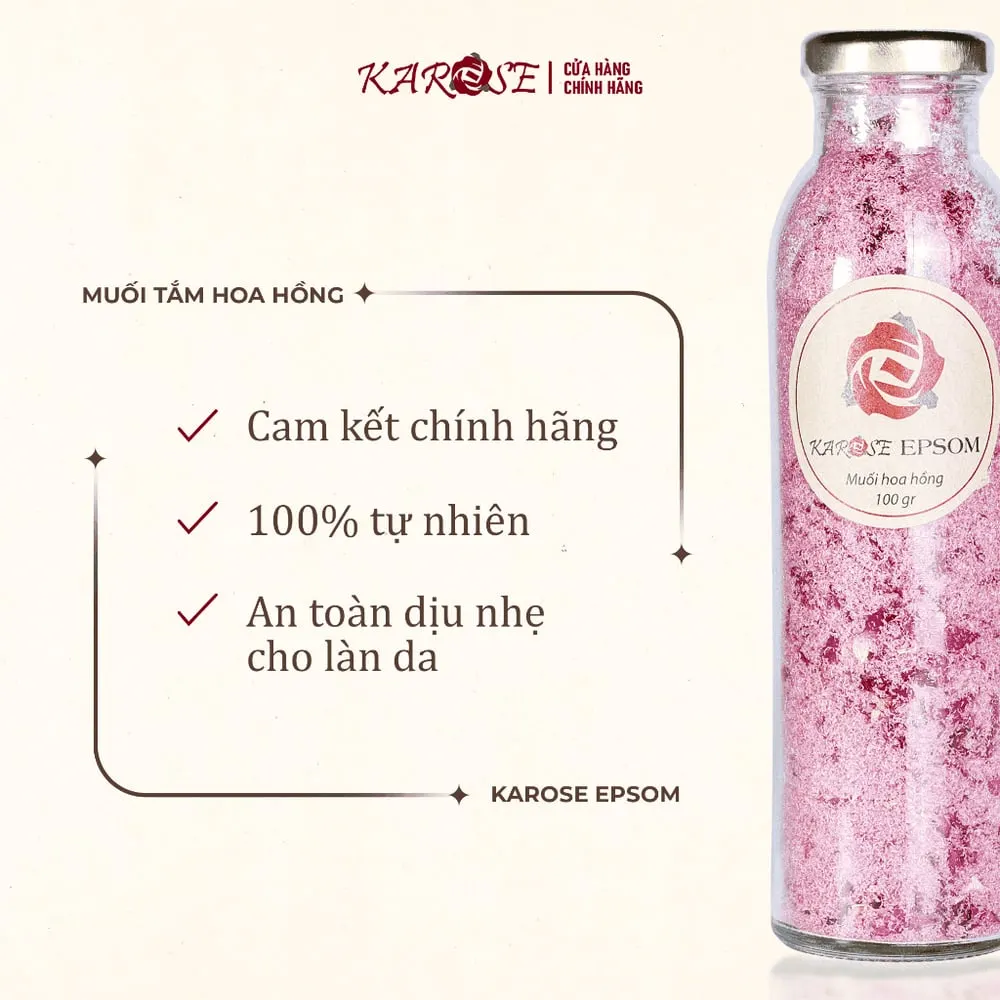 KAROSE | CỬA HÀNG
CHÍNH HÃNG
MUỐI TẮM HOA HỒNG
Cam kết chính hãng
100% tự nhiên
An toàn dịu nhẹ
cho làn da
KAROSE EPSOM
KAROSE EPSOM
Muối hoa hồng
100 gr